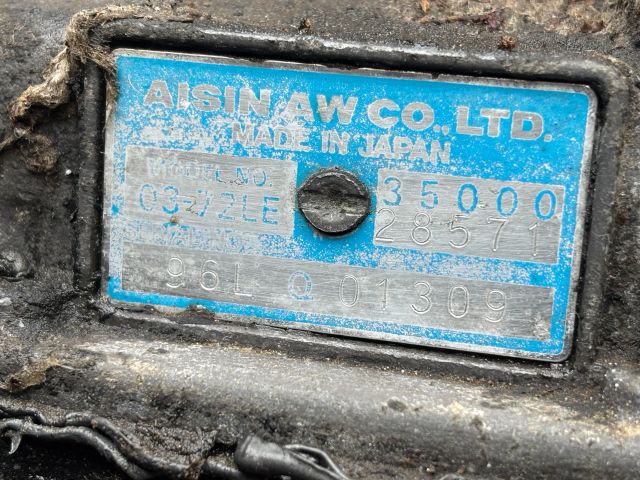 AISIN AW CO., LTD.
MADE IN JAPAN
MODEL NO.
03-72LE
35000
28571
96L Q 01309